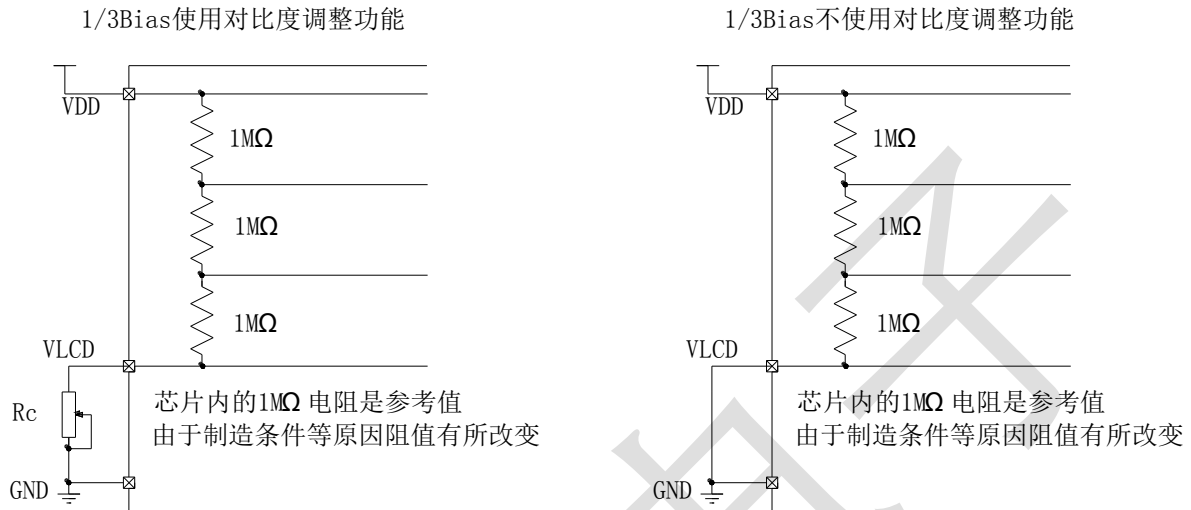 1/3Bias使用对比度调整功能
VDD
1MΩ
1MΩ
1MΩ
VLCD
Rc
芯片内的1MΩ 电阻是参考值
由于制造条件等原因阻值有所改变
GND
1/3Bias不使用对比度调整功能
VDD
1MΩ
1MΩ
1MΩ
VLCD
芯片内的1MΩ 电阻是参考值
由于制造条件等原因阻值有所改变
GND